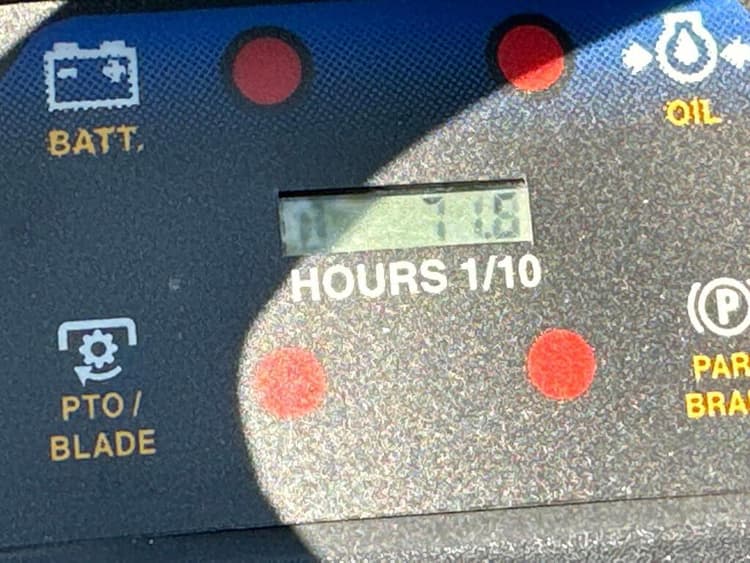 BATT.
OIL
71.8
HOURS 1/10
P
PTO /
BLADE
PAR
BRA